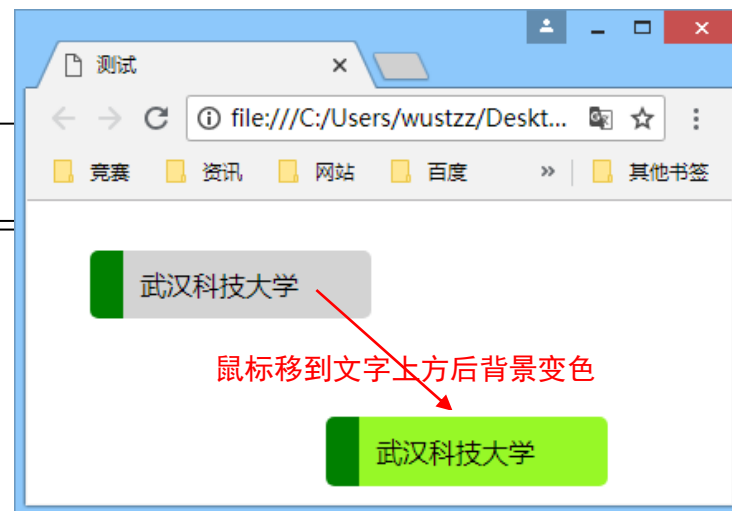 测试
file:///C:/Users/wustzz/Deskt...
竞赛 资讯 网站 百度 » 其他书签
武汉科技大学
鼠标移到文字上方后背景变色
武汉科技大学